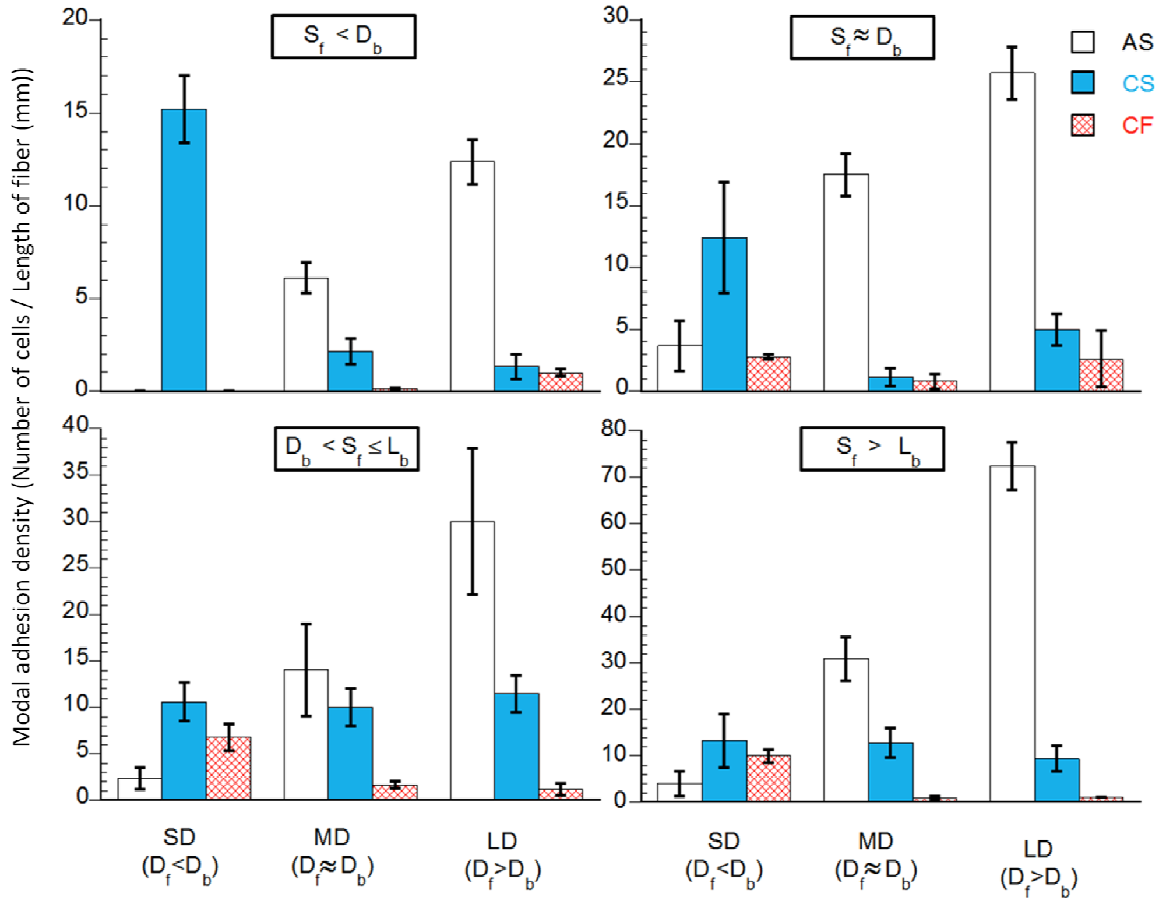 Modal adhesion density (Number of cells / Length of fiber (mm))
S_f < D_b
20
15
10
5
0
S_f ≈ D_b
30
25
20
15
10
5
0
AS
CS
CF
D_b < S_f ≤ L_b
40
35
30
25
20
15
10
5
0
S_f > L_b
80
70
60
50
40
30
20
10
0
SD
(D_f<D_b)
MD
(D_f≈D_b)
LD
(D_f>D_b)
SD
(D_f<D_b)
MD
(D_f≈D_b)
LD
(D_f>D_b)